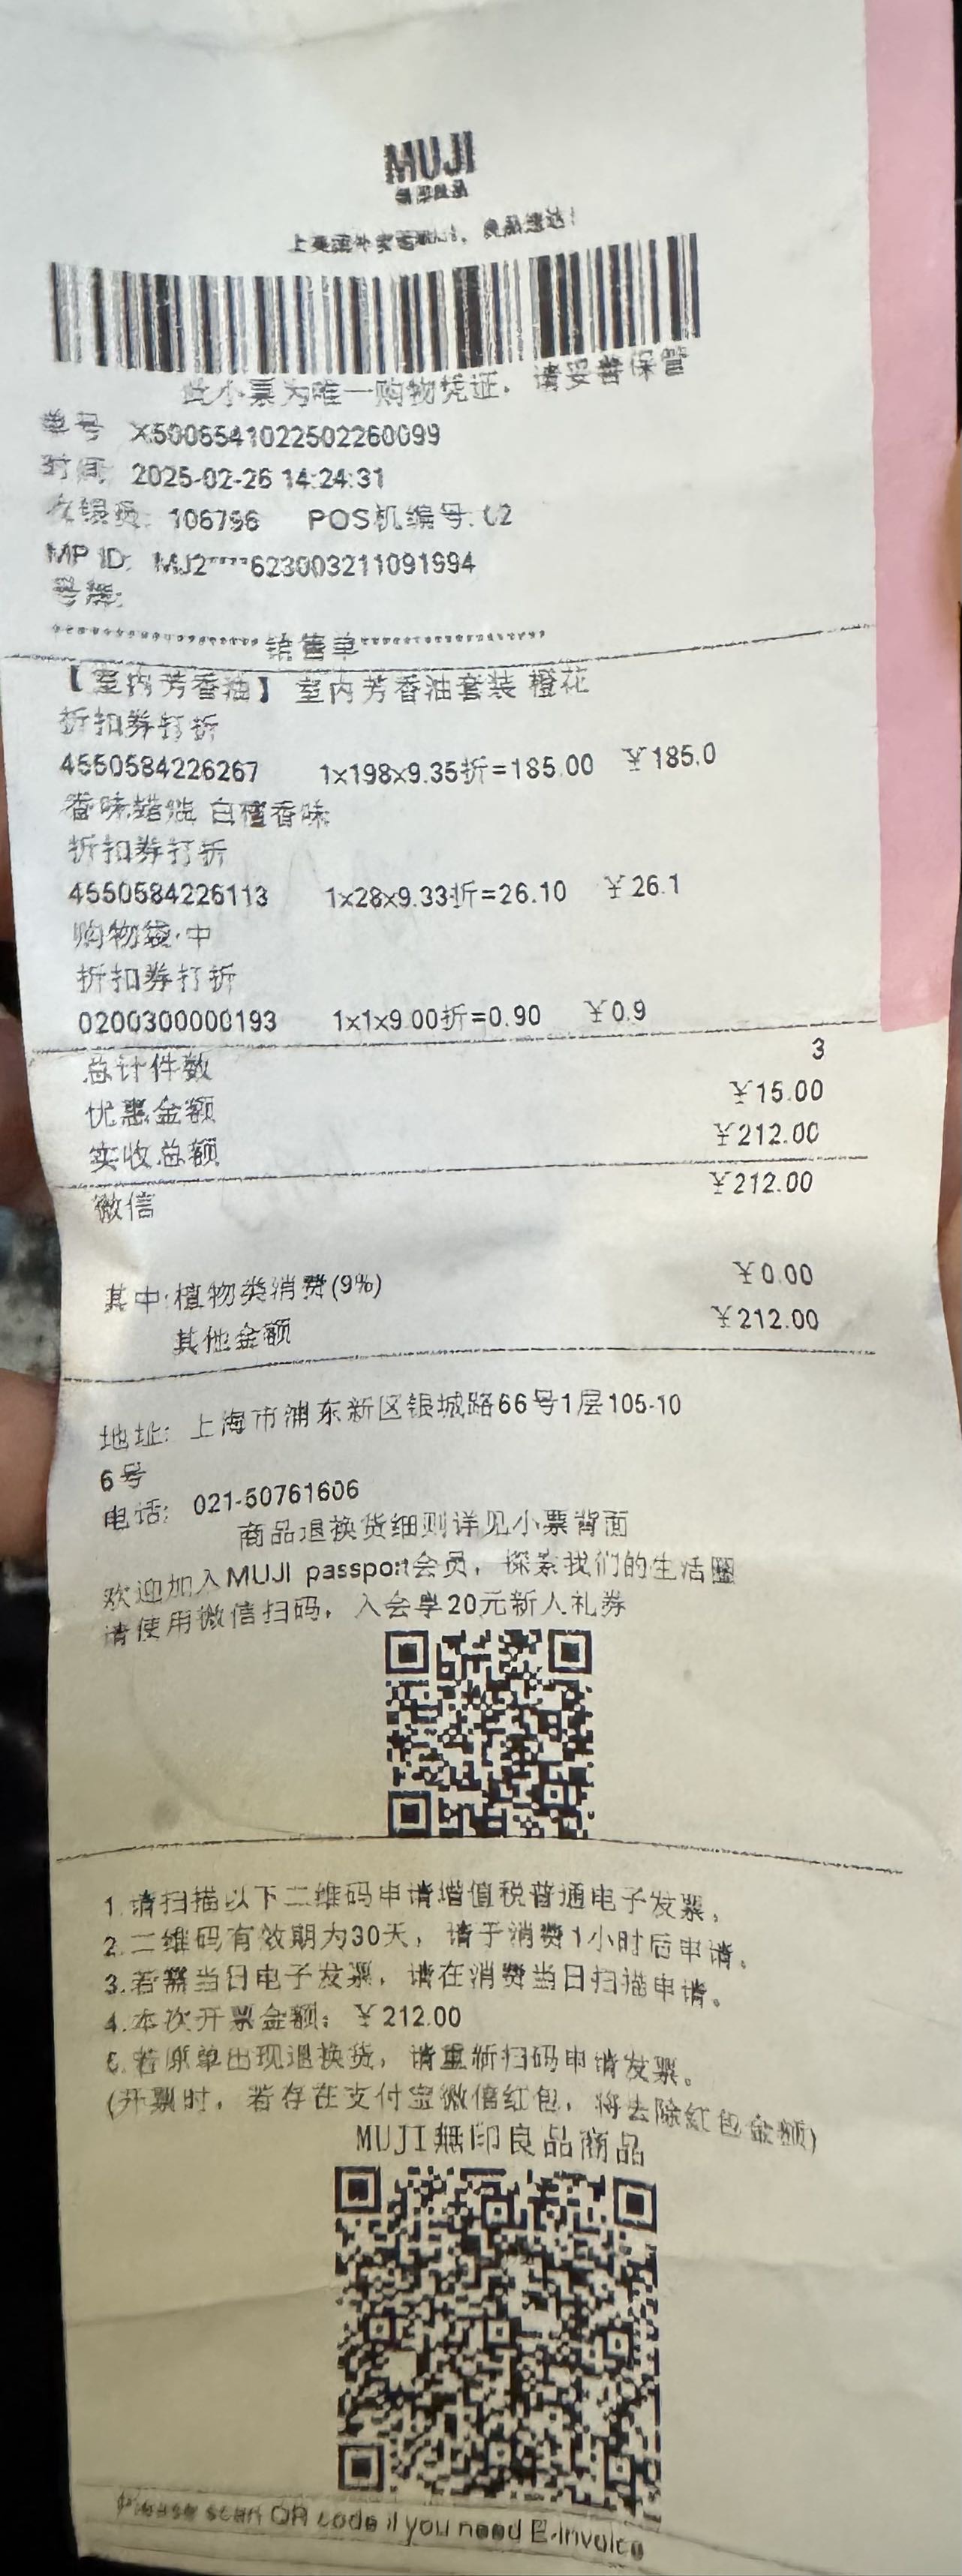 MUJI
無印良品
此小票为唯一购物凭证，请妥善保管
单号 X5006541022502260099
时间: 2025-02-26 14:24:31
收银员: 106796 POS机编号: 02
MP ID: MJ2****623003211091994
号牌:
销售单
【室内芳香油】 室内芳香油套装 橙花
折扣券打折
4550584226267 1x198x9.35折=185.00 ￥185.0
香味蜡烛 白檀香味
折扣券打折
4550584226113 1x28x9.33折=26.10 ￥26.1
购物袋·中
折扣券打折
0200300000193 1x1x9.00折=0.90 ￥0.9
总计件数 3
优惠金额 ￥15.00
实收总额 ￥212.00
微信 ￥212.00
其中:植物类消费(9%) ￥0.00
其他金额 ￥212.00
地址: 上海市浦东新区银城路66号1层105-10
6号
电话: 021-50761606
商品退换货细则详见小票背面
欢迎加入MUJI passport会员，探索我们的生活圈
请使用微信扫码，入会享20元新人礼券
1.请扫描以下二维码申请增值税普通电子发票。
2.二维码有效期为30天，请于消费1小时后申请。
3.若需当日电子发票，请在消费当日扫描申请。
4.本次开票金额: ￥212.00
5.若原单出现退换货，请重新扫码申请发票。
(开票时，若存在支付宝微信红包，将去除红包金额)
MUJI無印良品商品
Please scan QR code if you need E-Invoice